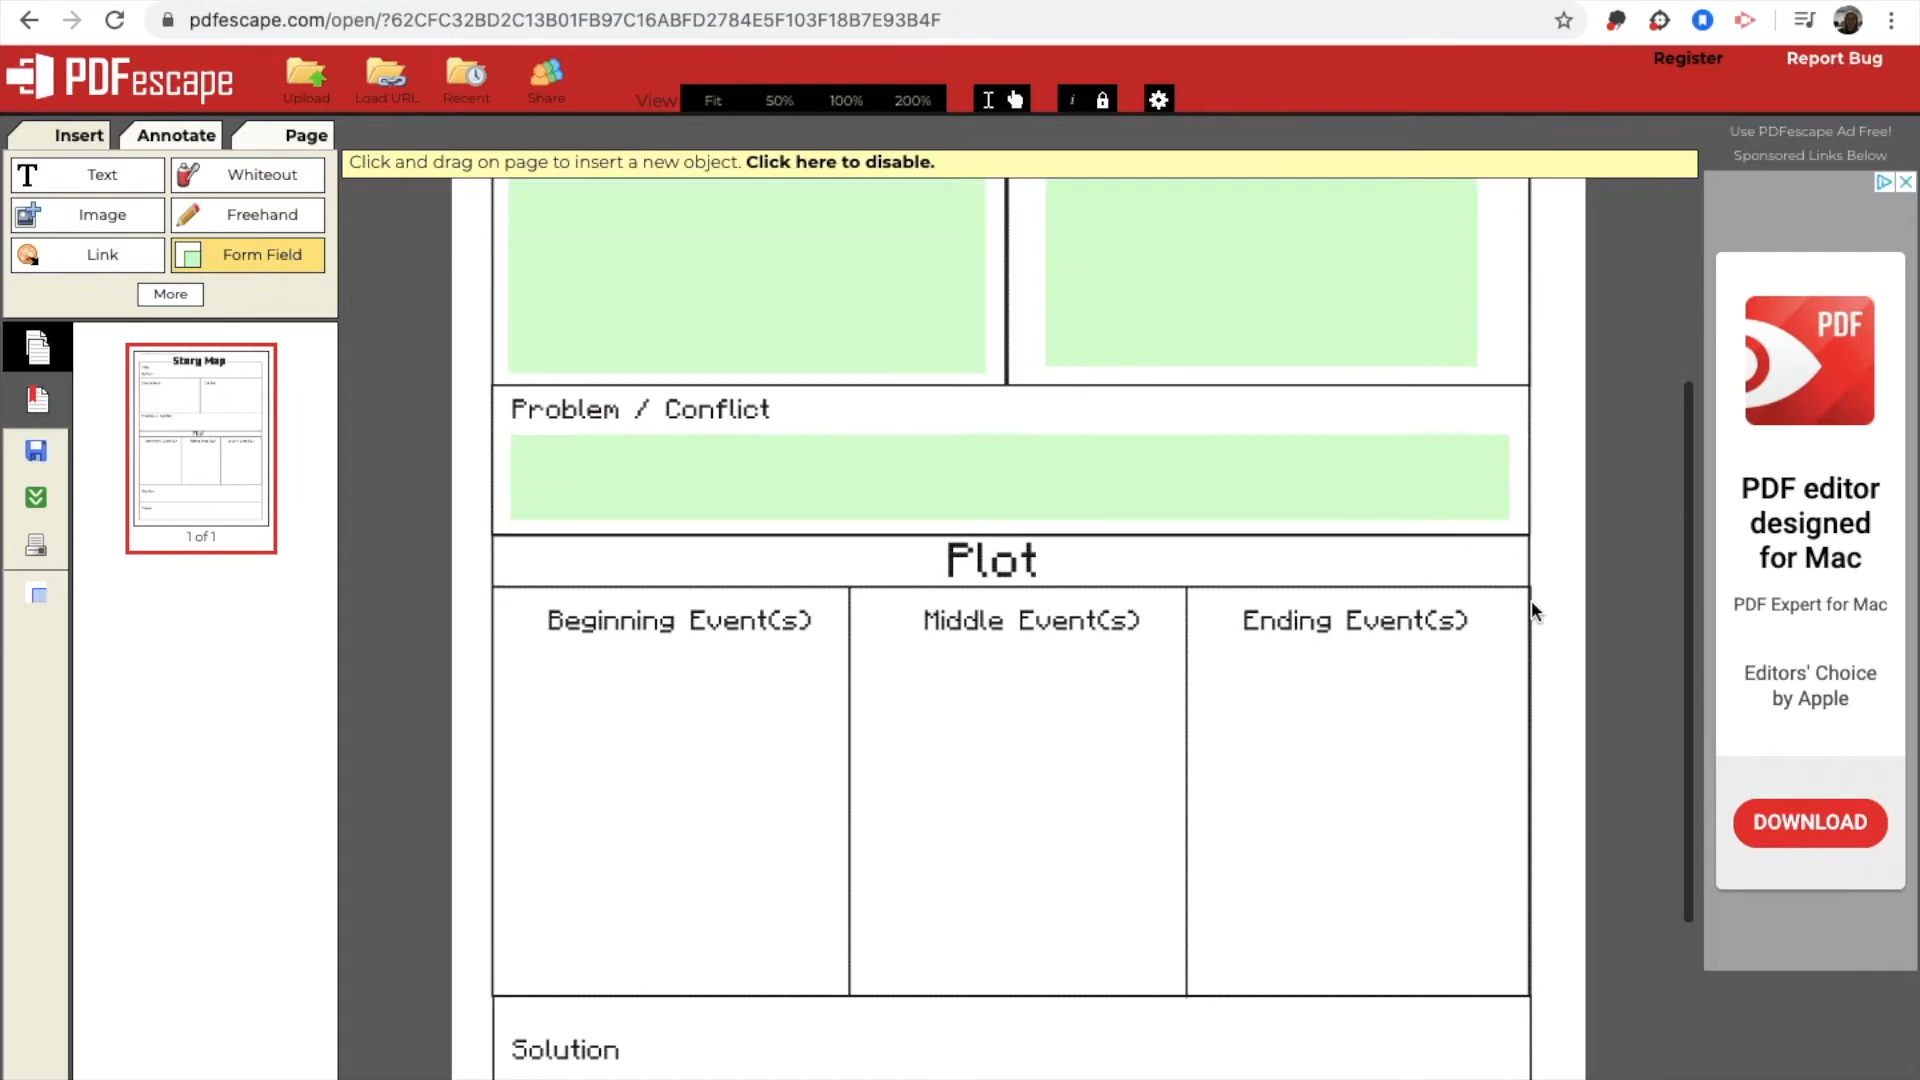 pdfescape.com/open/?62CFC32BD2C13B01FB97C16ABFD2784E5F103F18B7E93B4F
PDFescape
Upload
Load URL
Recent
Share
View
Fit
50%
100%
200%
i
Register
Report Bug
Insert
Annotate
Page
T Text
Whiteout
Image
Freehand
Link
Form Field
More
Click and drag on page to insert a new object. Click here to disable.
Use PDFescape Ad Free!
Sponsored Links Below
Story Map
Plot
1 of 1
Problem / Conflict
Plot
Beginning Event(s)
Middle Event(s)
Ending Event(s)
Solution
PDF
PDF editor
designed
for Mac
PDF Expert for Mac
Editors' Choice
by Apple
DOWNLOAD